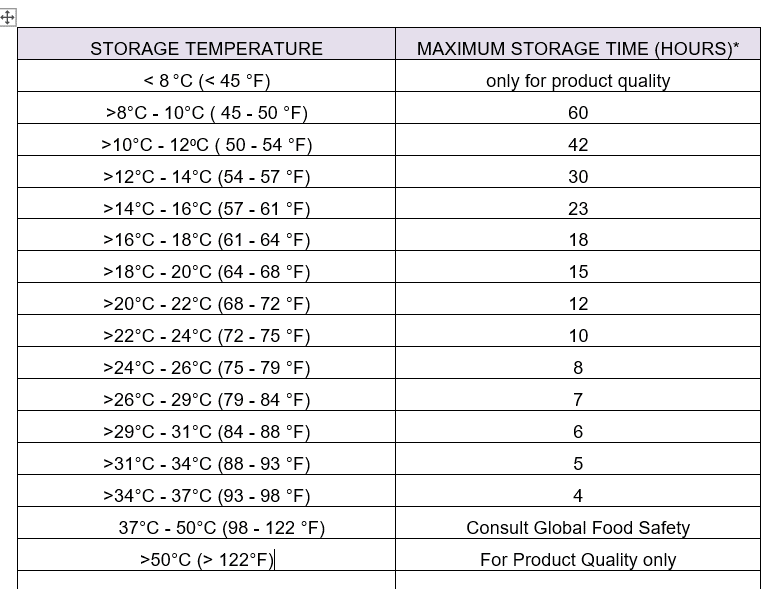 STORAGE TEMPERATURE MAXIMUM STORAGE TIME (HOURS)*
< 8 °C (< 45 °F) only for product quality
>8°C - 10°C ( 45 - 50 °F) 60
>10°C - 12ºC ( 50 - 54 °F) 42
>12°C - 14°C (54 - 57 °F) 30
>14°C - 16°C (57 - 61 °F) 23
>16°C - 18°C (61 - 64 °F) 18
>18°C - 20°C (64 - 68 °F) 15
>20°C - 22°C (68 - 72 °F) 12
>22°C - 24°C (72 - 75 °F) 10
>24°C - 26°C (75 - 79 °F) 8
>26°C - 29°C (79 - 84 °F) 7
>29°C - 31°C (84 - 88 °F) 6
>31°C - 34°C (88 - 93 °F) 5
>34°C - 37°C (93 - 98 °F) 4
37°C - 50°C (98 - 122 °F) Consult Global Food Safety
>50°C (> 122°F) For Product Quality only